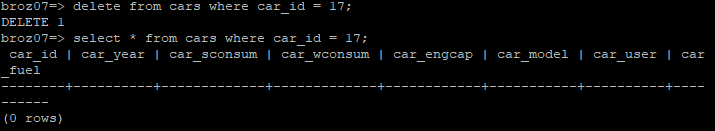 broz07=> delete from cars where car_id = 17;
DELETE 1
broz07=> select * from cars where car_id = 17;
 car_id | car_year | car_sconsum | car_wconsum | car_engcap | car_model | car_user | car
_fuel
--------+----------+-------------+-------------+------------+-----------+----------+----
------
(0 rows)